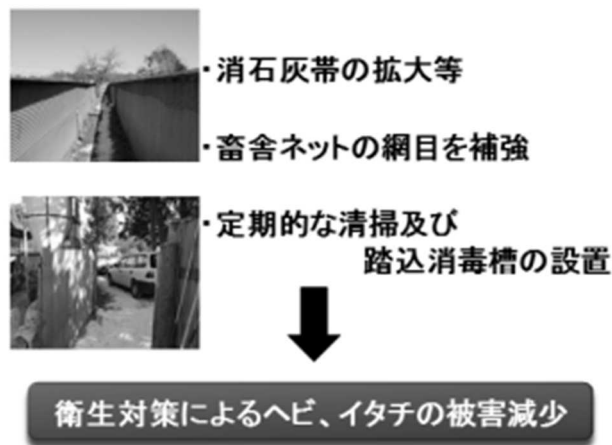 ・消石灰帯の拡大等
・畜舎ネットの網目を補強
・定期的な清掃及び
踏込消毒槽の設置
衛生対策によるヘビ、イタチの被害減少